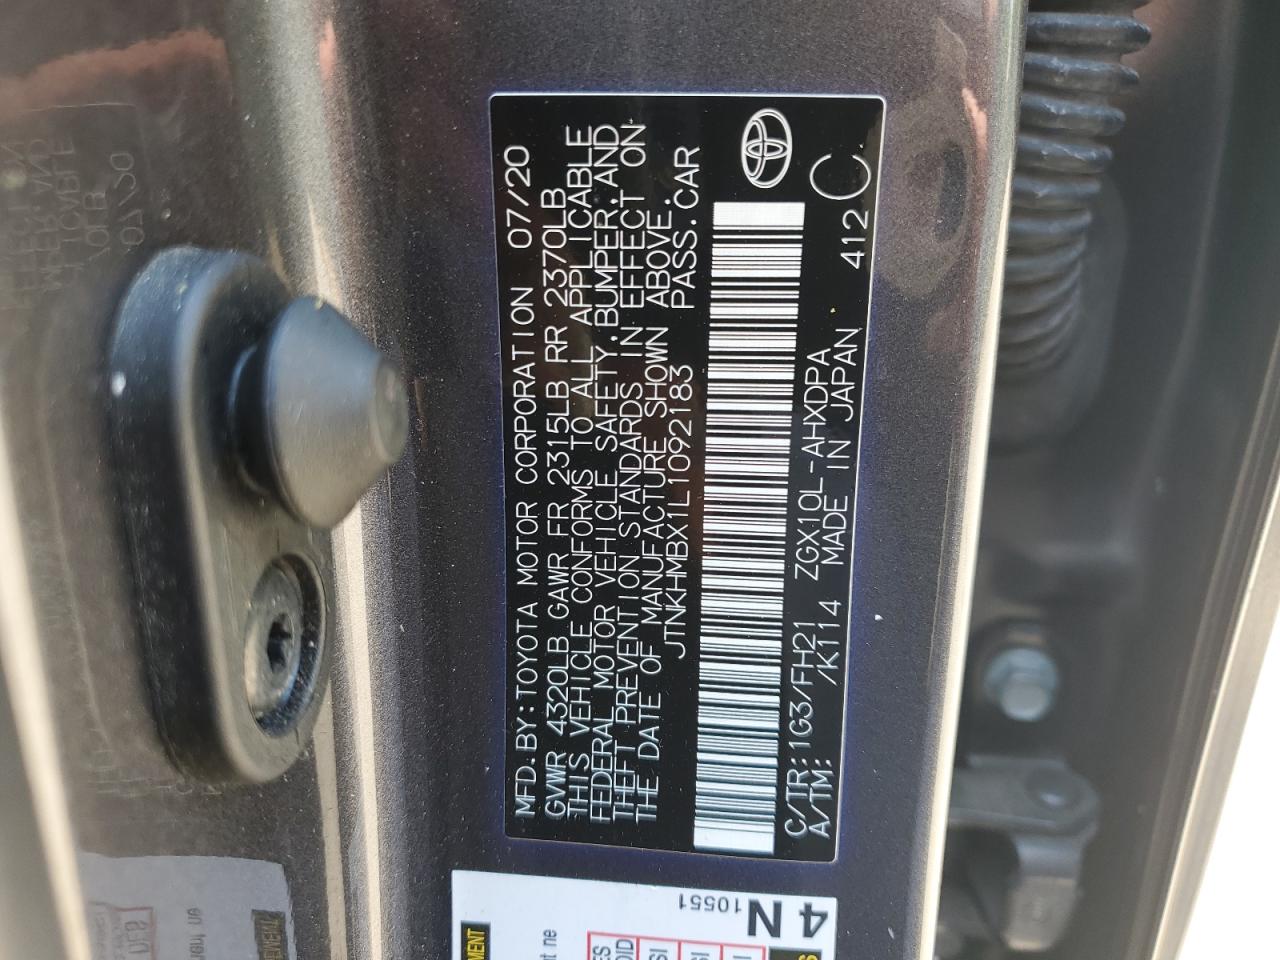 MFD.BY:TOYOTA MOTOR CORPORATION 07/20
GVWR 4320LB GAWR FR 2315LB RR 2370LB
THIS VEHICLE CONFORMS TO ALL APPLICABLE
FEDERAL MOTOR VEHICLE SAFETY,BUMPER,AND
THEFT PREVENTION STANDARDS IN EFFECT ON
THE DATE OF MANUFACTURE SHOWN ABOVE.
JTNKHMBX1L1092183 PASS.CAR
C/TR:1G3/FH21 ZGX10L-AHXDPA 412
A/TM: /K114 MADE IN JAPAN
C
4N
10551